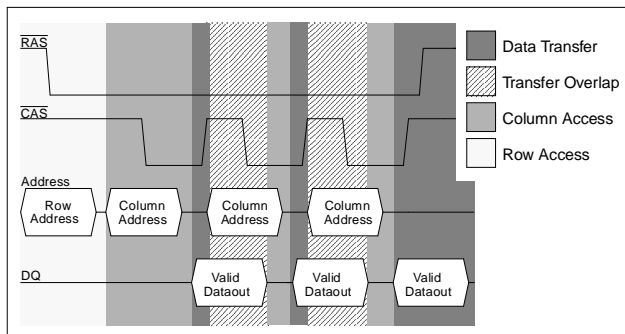 RAS
CAS
Address
Row
Address
Column
Address
Column
Address
Column
Address
DQ
Valid
Dataout
Valid
Dataout
Valid
Dataout
Data Transfer
Transfer Overlap
Column Access
Row Access